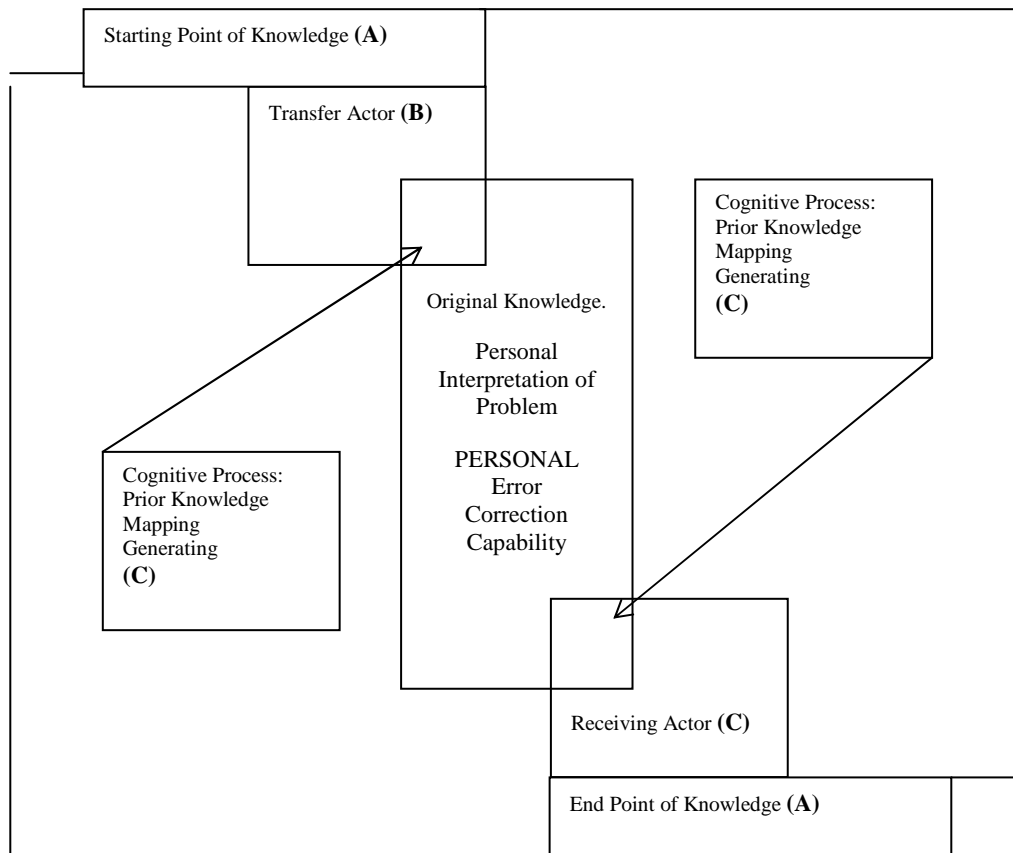 Starting Point of Knowledge (A)
Transfer Actor (B)
Cognitive Process:
Prior Knowledge
Mapping
Generating
(C)
Original Knowledge.
Personal
Interpretation of
Problem
PERSONAL
Error
Correction
Capability
Cognitive Process:
Prior Knowledge
Mapping
Generating
(C)
Receiving Actor (C)
End Point of Knowledge (A)